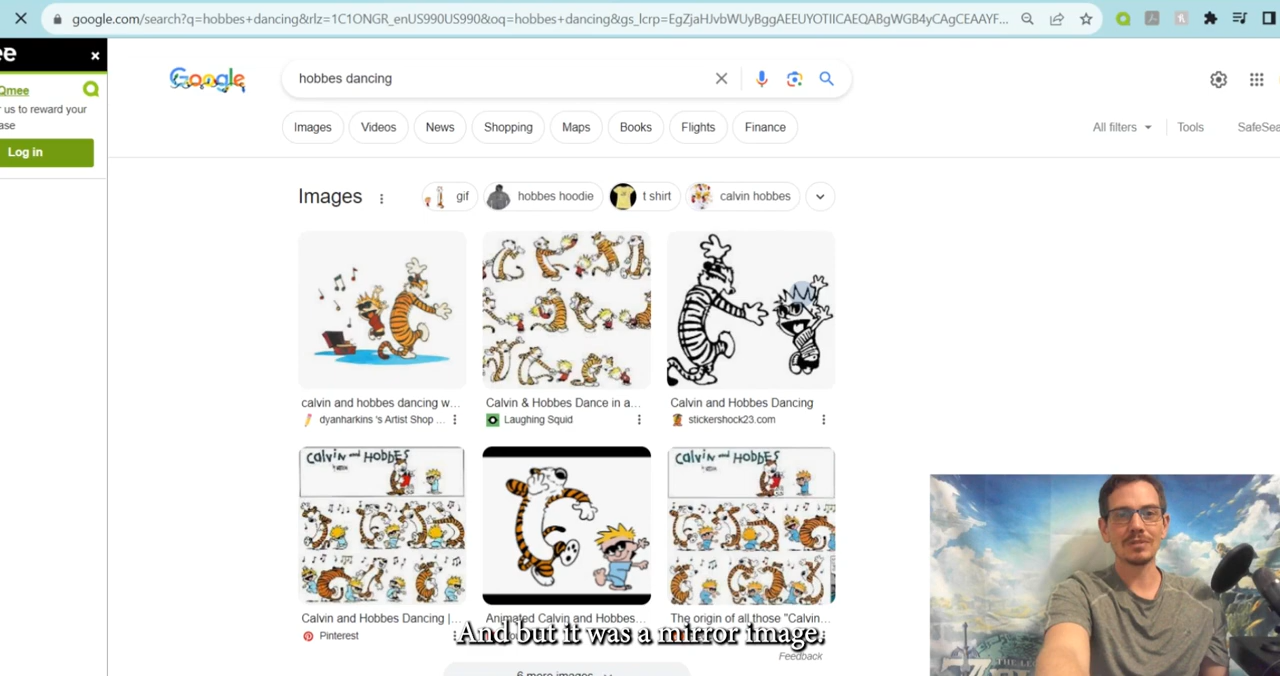 google.com/search?q=hobbes+dancing&rlz=1C1ONGR_enUS990US990&oq=hobbes+dancing&gs_lcrp=EgZjaHJvbWUyBggAEEUYOTIICAEQABgWGB4yCAgCEAAYF...
ee
Qmee
r us to reward your
ase
Log in
Google
hobbes dancing
Images
Videos
News
Shopping
Maps
Books
Flights
Finance
All filters
Tools
SafeSea
Images
gif
hobbes hoodie
t shirt
calvin hobbes
calvin and hobbes dancing w...
Calvin & Hobbes Dance in a...
Calvin and Hobbes Dancing
dyanharkins 's Artist Shop ...
Laughing Squid
stickershock23.com
Calvin and HOBBES
Calvin and HOBBES
Calvin and Hobbes Dancing |...
Animated Calvin and Hobbes...
The origin of all those "Calvin...
Pinterest
And but it was a mirror image.
Feedback
6 more images